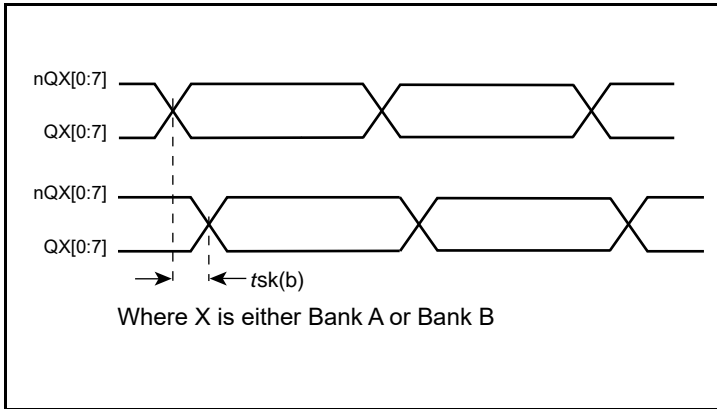 nQX[0:7]
QX[0:7]
nQX[0:7]
QX[0:7]
tsk(b)
Where X is either Bank A or Bank B